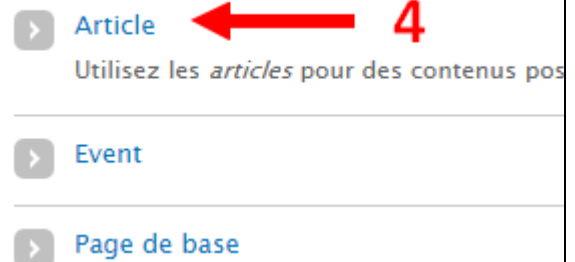 Article 4
Utilisez les articles pour des contenus pos
Event
Page de base